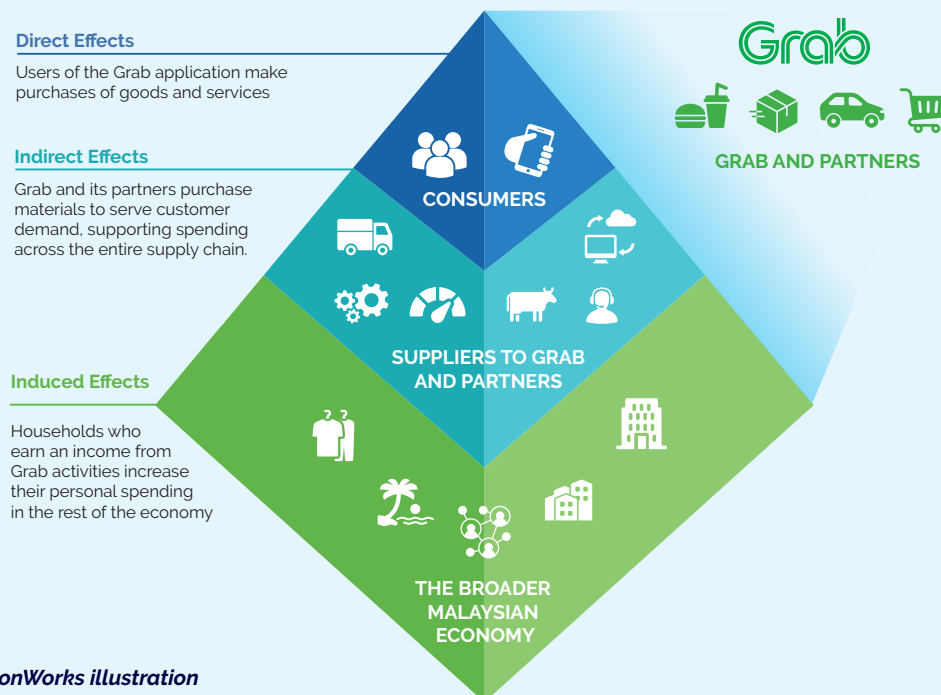 Direct Effects
Users of the Grab application make
purchases of goods and services
Indirect Effects
Grab and its partners purchase
materials to serve customer
demand, supporting spending
across the entire supply chain.
Induced Effects
Households who
earn an income from
Grab activities increase
their personal spending
in the rest of the economy
CONSUMERS
SUPPLIERS TO GRAB
AND PARTNERS
THE BROADER
MALAYSIAN
ECONOMY
Grab
GRAB AND PARTNERS
onWorks illustration